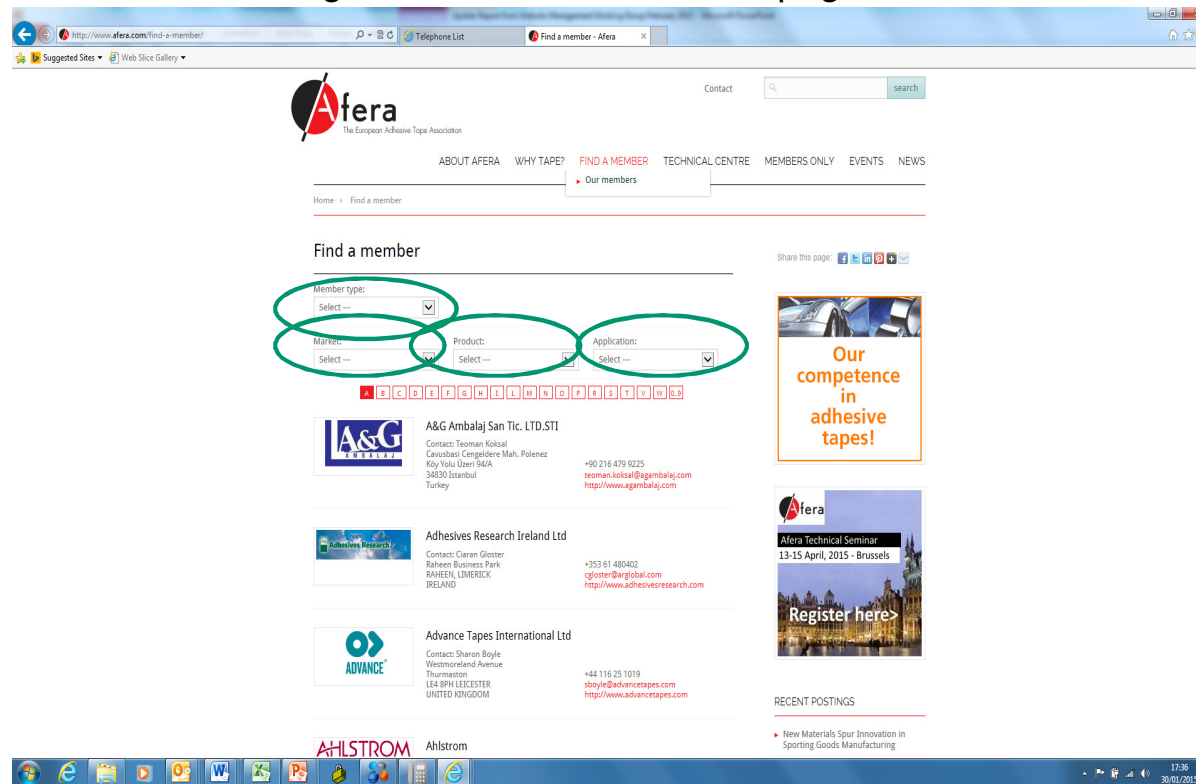 http://www.afera.com/find-a-member/
Telephone List
Find a member - Afera
Suggested Sites
Web Slice Gallery
Afera
The European Adhesive Tape Association
Contact
search
ABOUT AFERA WHY TAPE? FIND A MEMBER TECHNICAL CENTRE MEMBERS ONLY EVENTS NEWS
Our members
Home › Find a member
Find a member
Share this page:
Member type:
Select ---
Market: Product: Application:
Select --- Select --- Select ---
A B C D E F G H I L M N O P R S T V W 0..9
A&G
AMBALAJ
A&G Ambalaj San Tic. LTD.STI
Contact: Teoman Koksal
Cavusbasi Cengeldere Mah. Polenez
Köy Yolu Üzeri 94/A +90 216 479 9225
34830 Istanbul teoman.koksal@agambalaj.com
Turkey http://www.agambalaj.com
Adhesives Research
Adhesives Research Ireland Ltd
Contact: Ciaran Gloster
Raheen Business Park +353 61 480402
RAHEEN, LIMERICK cgloster@arglobal.com
IRELAND http://www.adhesivesresearch.com
ADVANCE
Advance Tapes International Ltd
Contact: Sharon Boyle
Westmoreland Avenue
Thurmaston +44 116 25 1019
LE4 8PH LEICESTER sboyle@advancetapes.com
UNITED KINGDOM http://www.advancetapes.com
AHLSTROM
Ahlstrom
Our
competence
in
adhesive
tapes!
Afera
Afera Technical Seminar
13-15 April, 2015 - Brussels
Register here>
RECENT POSTINGS
New Materials Spur Innovation in
Sporting Goods Manufacturing
17:36
30/01/2015